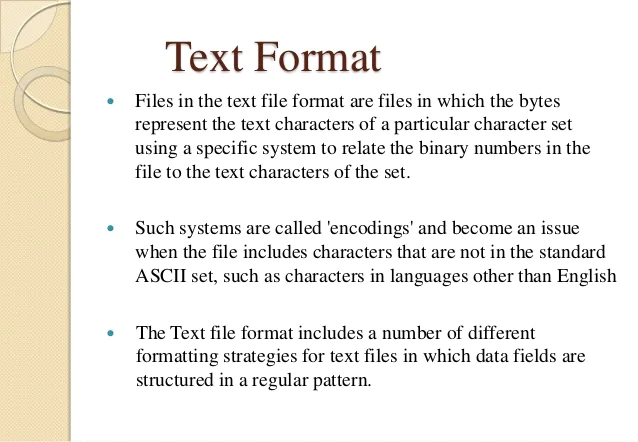 Text Format
• Files in the text file format are files in which the bytes
represent the text characters of a particular character set
using a specific system to relate the binary numbers in the
file to the text characters of the set.
• Such systems are called 'encodings' and become an issue
when the file includes characters that are not in the standard
ASCII set, such as characters in languages other than English
• The Text file format includes a number of different
formatting strategies for text files in which data fields are
structured in a regular pattern.